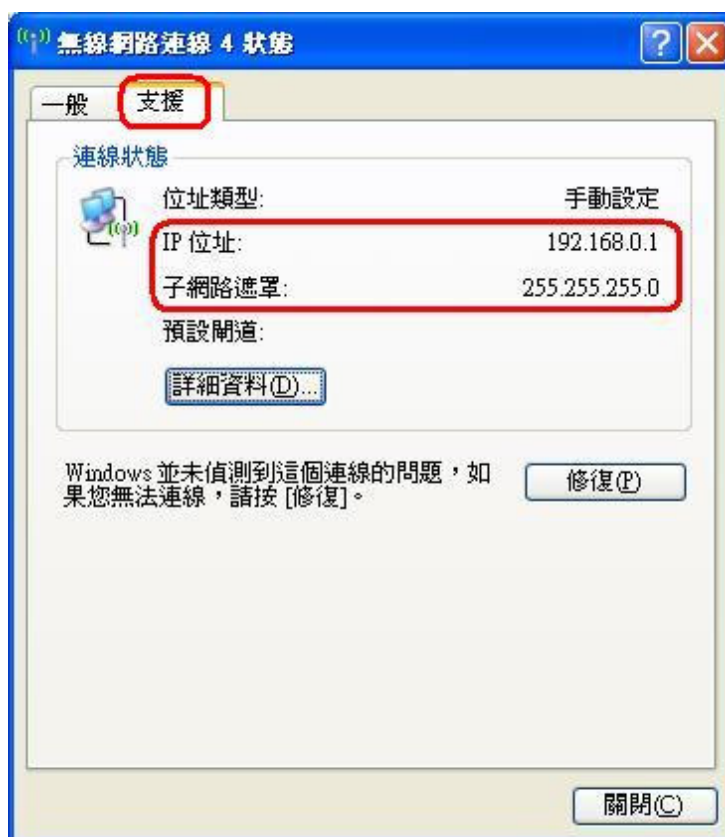 無線網路連線 4 狀態
一般 支援
連線狀態
位址類型: 手動設定
IP 位址: 192.168.0.1
子網路遮罩: 255.255.255.0
預設閘道:
詳細資料(D)...
Windows 並未偵測到這個連線的問題，如
果您無法連線，請按 [修復]。
修復(P)
關閉(C)